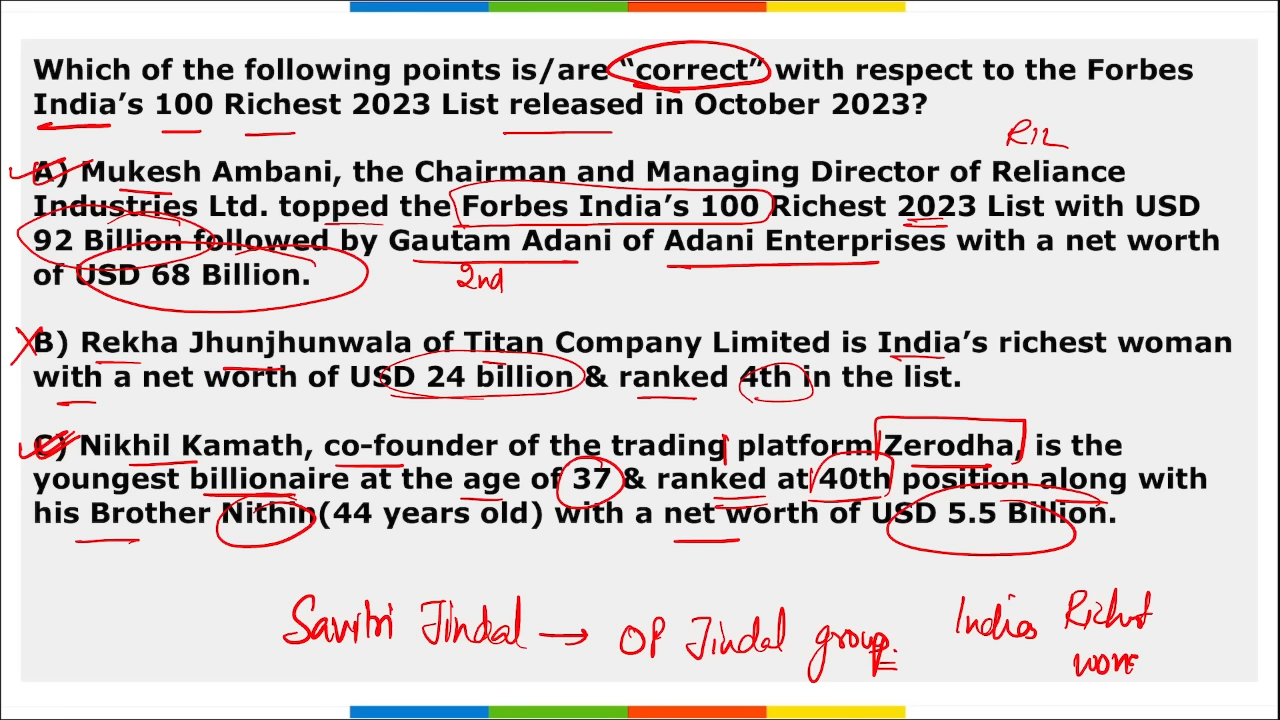 Which of the following points is/are “correct” with respect to the Forbes
India’s 100 Richest 2023 List released in October 2023?
RIL
A) Mukesh Ambani, the Chairman and Managing Director of Reliance
Industries Ltd. topped the Forbes India’s 100 Richest 2023 List with USD
92 Billion followed by Gautam Adani of Adani Enterprises with a net worth
of USD 68 Billion.
2nd
B) Rekha Jhunjhunwala of Titan Company Limited is India’s richest woman
with a net worth of USD 24 billion & ranked 4th in the list.
C) Nikhil Kamath, co-founder of the trading platform Zerodha, is the
youngest billionaire at the age of 37 & ranked at 40th position along with
his Brother Nithin(44 years old) with a net worth of USD 5.5 Billion.
Savitri Jindal → OP Jindal group. Indias Richest